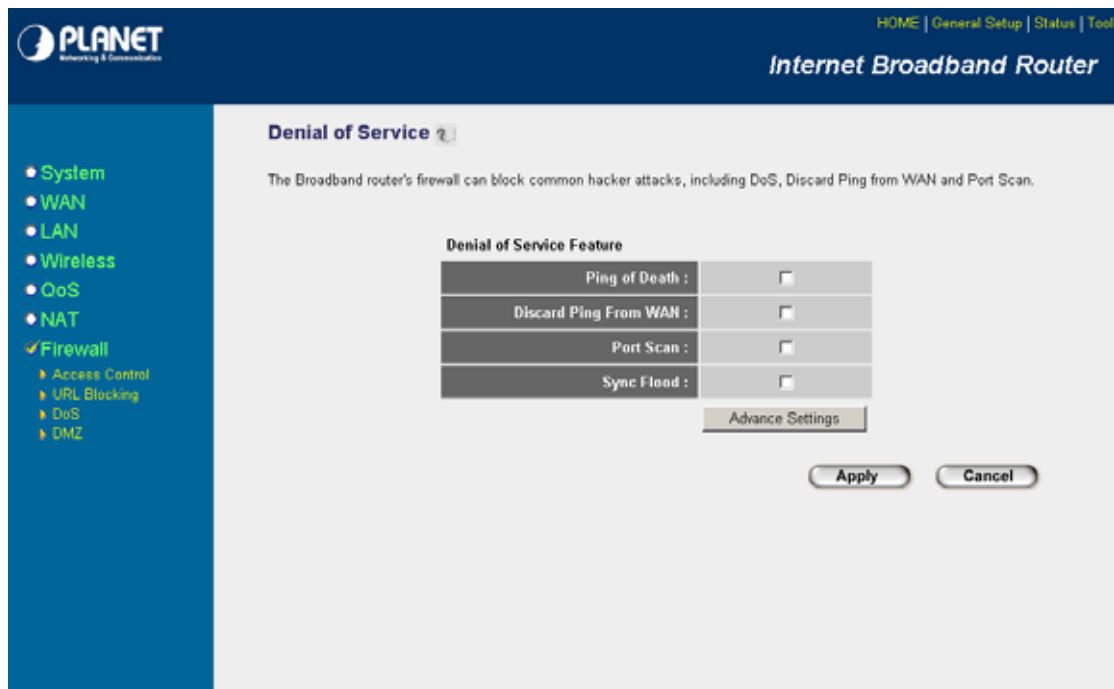 PLANET
Networking & Communication
HOME | General Setup | Status | Tool
Internet Broadband Router
System
WAN
LAN
Wireless
QoS
NAT
Firewall
Access Control
URL Blocking
DoS
DMZ
Denial of Service
The Broadband router's firewall can block common hacker attacks, including DoS, Discard Ping from WAN and Port Scan.
Denial of Service Feature
Ping of Death :
Discard Ping From WAN :
Port Scan :
Sync Flood :
Advance Settings
Apply
Cancel